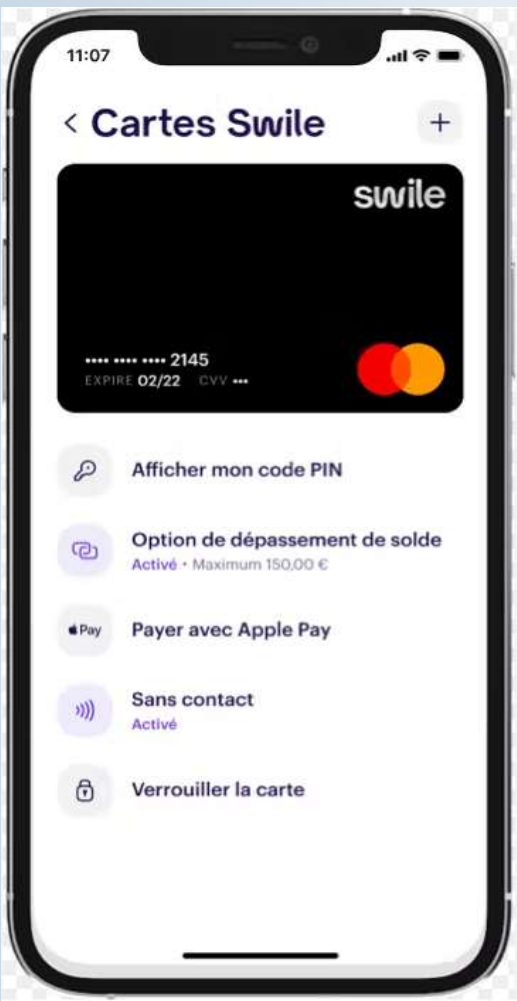 11:07
Cartes Swile
swile
•••• •••• •••• 2145
EXPIRE 02/22 CVV •••
Afficher mon code PIN
Option de dépassement de solde
Activé • Maximum 150,00 €
Pay
Payer avec Apple Pay
Sans contact
Activé
Verrouiller la carte